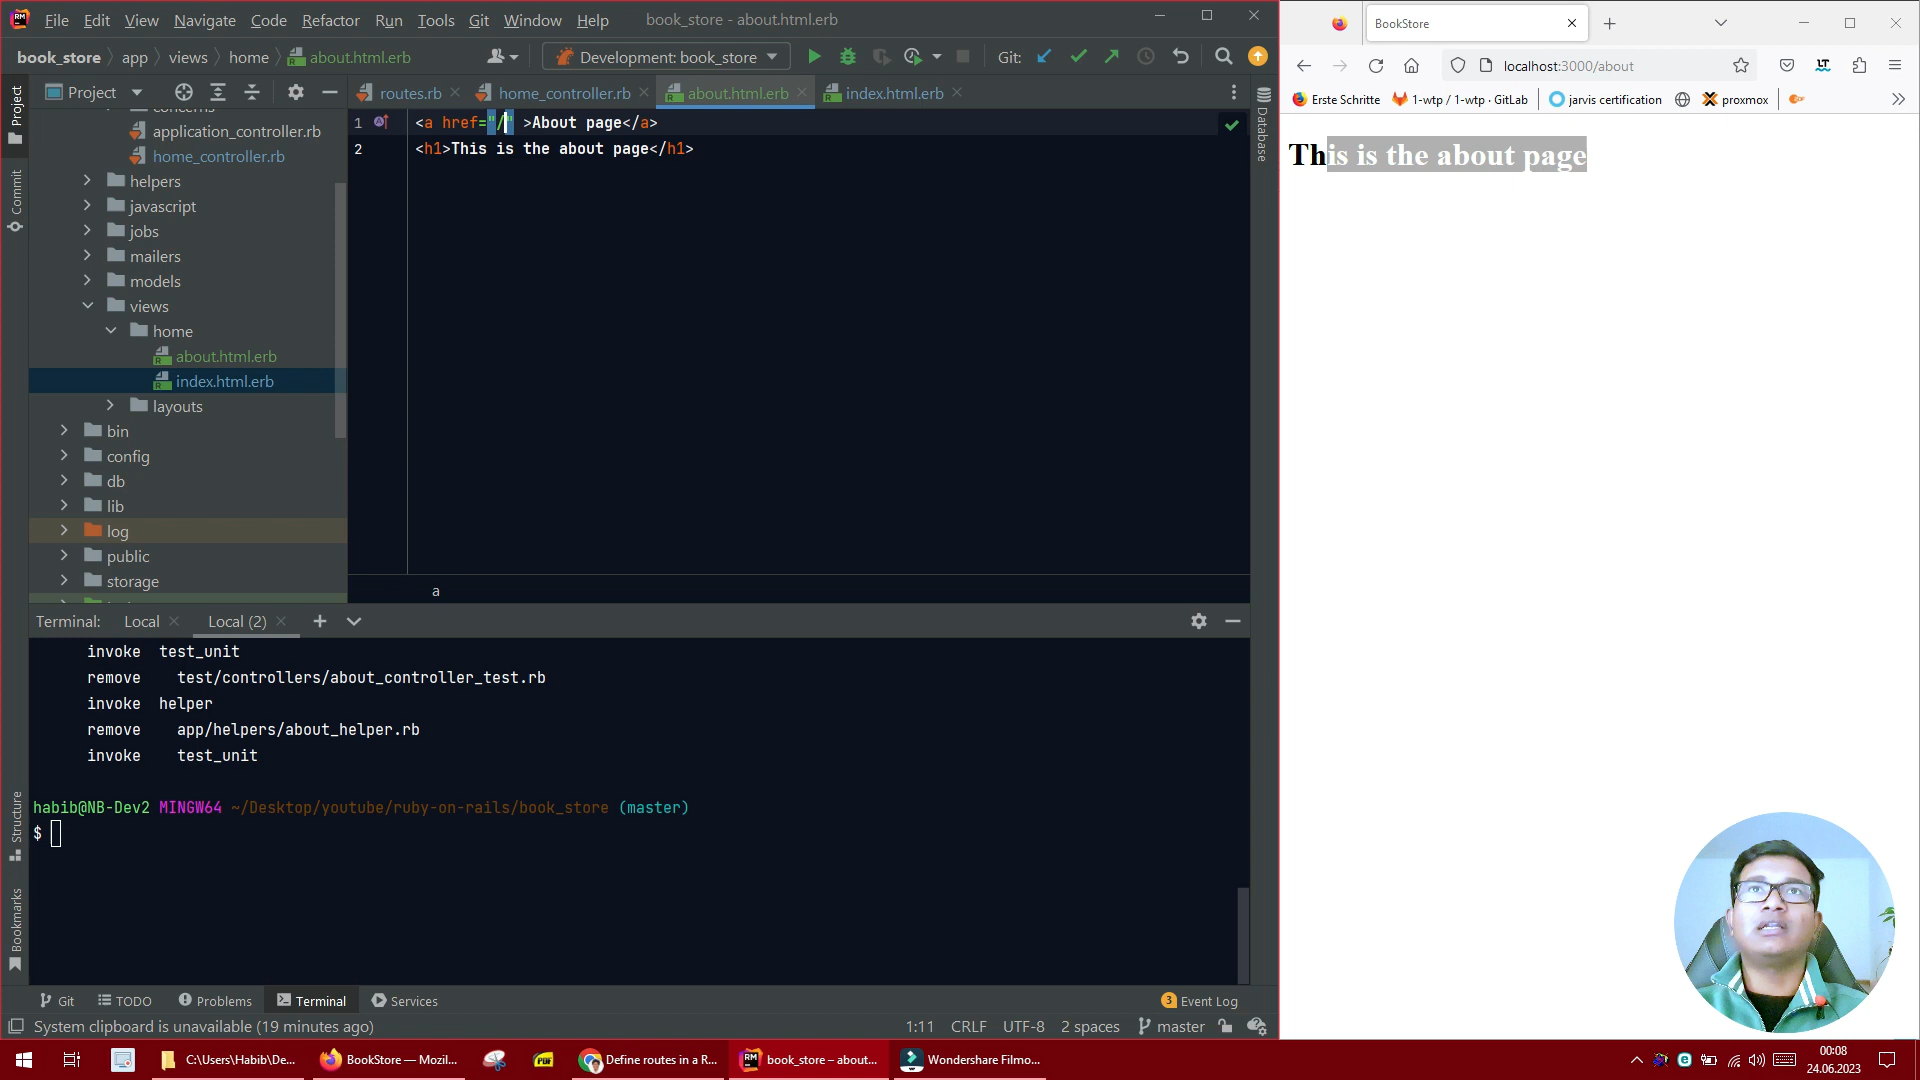 File Edit View Navigate Code Refactor Run Tools Git Window Help book_store - about.html.erb
book_store app views home about.html.erb Development: book_store Git:
Project routes.rb home_controller.rb about.html.erb index.html.erb
Project
Commit
Structure
Bookmarks
Database
application_controller.rb
home_controller.rb
helpers
javascript
jobs
mailers
models
views
home
about.html.erb
index.html.erb
layouts
bin
config
db
lib
log
public
storage
1 <a href="/" >About page</a>
2 <h1>This is the about page</h1>
a
Terminal: Local Local (2)
invoke test_unit
remove test/controllers/about_controller_test.rb
invoke helper
remove app/helpers/about_helper.rb
invoke test_unit
habib@NB-Dev2 MINGW64 ~/Desktop/youtube/ruby-on-rails/book_store (master)
$
Git TODO Problems Terminal Services 3 Event Log
System clipboard is unavailable (19 minutes ago) 1:11 CRLF UTF-8 2 spaces master
BookStore
localhost:3000/about
Erste Schritte 1-wtp / 1-wtp · GitLab jarvis certification proxmox
This is the about page
C:\Users\Habib\De... BookStore — Mozil... Define routes in a R... book_store – about... Wondershare Filmo...
00:08
24.06.2023